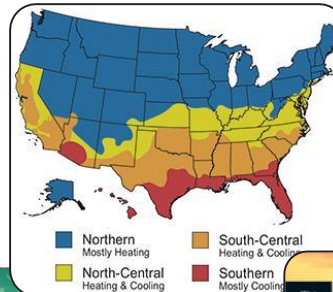 Northern
Mostly Heating
South-Central
Heating & Cooling
North-Central
Heating & Cooling
Southern
Mostly Cooling